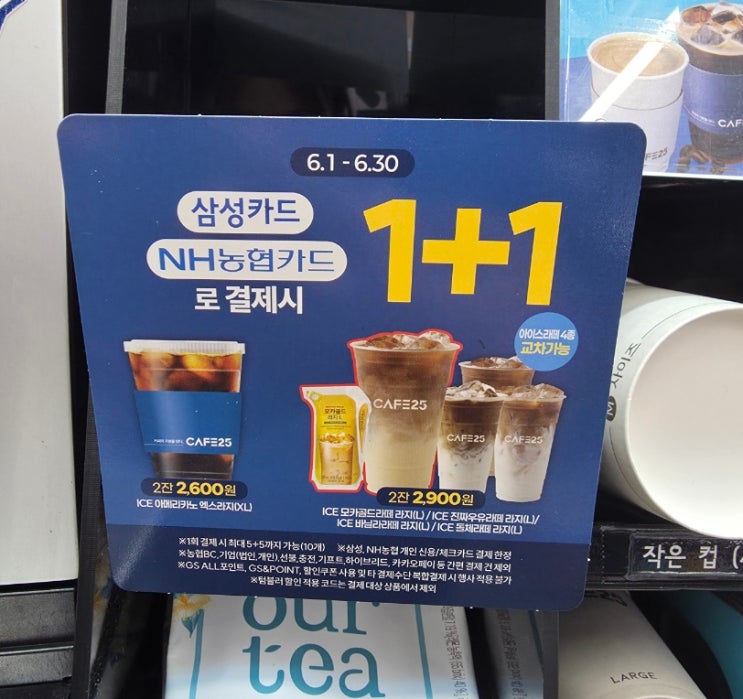 6.1 - 6.30
삼성카드
NH농협카드
로 결제시
1+1
아이스라떼 4종
교차가능
CAFE25
모카골드
라떼 L
CAFE25
CAFE25
CAFE25
2잔 2,600원
ICE 아메리카노 엑스라지(XL)
2잔 2,900원
ICE 모카골드라떼 라지(L) / ICE 진짜우유라떼 라지(L)/
ICE 바닐라라떼 라지(L) / ICE 돌체라떼 라지(L)
※1회 결제 시 최대 5+5까지 가능(10개) ※삼성, NH농협 개인 신용/체크카드 결제 한정
※농협BC,기업(법인,개인),선불,충전,기프트,하이브리드, 카카오페이 등 간편 결제 건 제외
※GS ALL포인트, GS&POINT, 할인쿠폰 사용 및 타 결제수단 복합결제 시 행사 적용 불가
※텀블러 할인 적용 코드는 결제 대상 상품에서 제외
CAFE25
CAFE25
M 사이즈
작은 컵
our
tea
LARGE